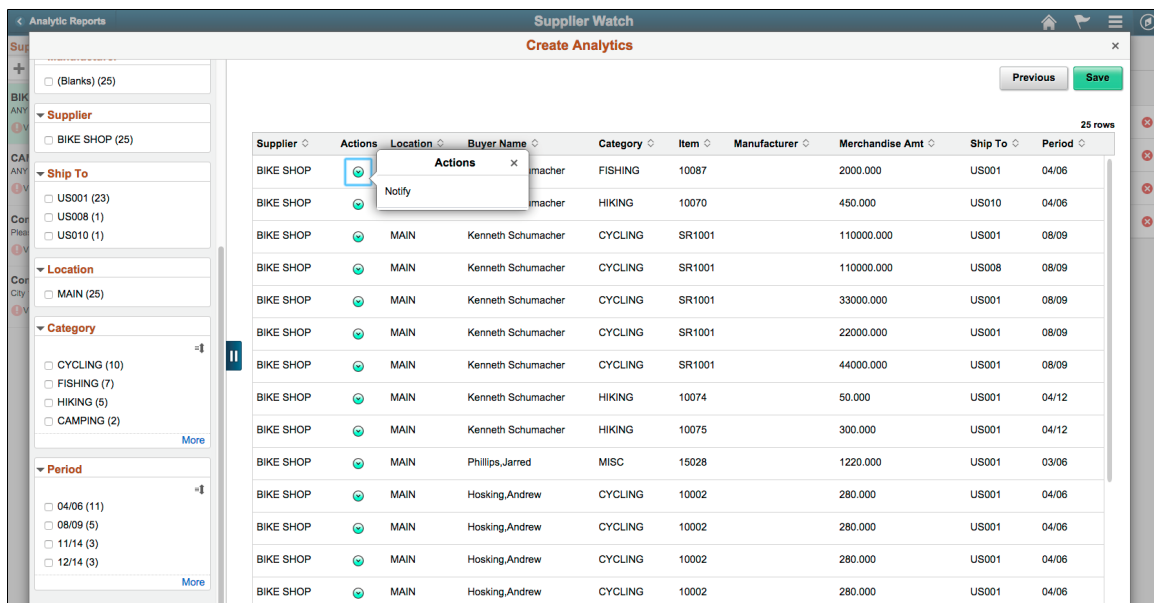 Analytic Reports
Supplier Watch
Create Analytics
Previous
Save
(Blanks) (25)
Supplier
BIKE SHOP (25)
Ship To
US001 (23)
US008 (1)
US010 (1)
Location
MAIN (25)
Category
CYCLING (10)
FISHING (7)
HIKING (5)
CAMPING (2)
More
Period
04/06 (11)
08/09 (5)
11/14 (3)
12/14 (3)
More
25 rows
Supplier Actions Location Buyer Name Category Item Manufacturer Merchandise Amt Ship To Period
Actions
Notify
BIKE SHOP FISHING 10087 2000.000 US001 04/06
BIKE SHOP HIKING 10070 450.000 US010 04/06
BIKE SHOP MAIN Kenneth Schumacher CYCLING SR1001 110000.000 US001 08/09
BIKE SHOP MAIN Kenneth Schumacher CYCLING SR1001 110000.000 US008 08/09
BIKE SHOP MAIN Kenneth Schumacher CYCLING SR1001 33000.000 US001 08/09
BIKE SHOP MAIN Kenneth Schumacher CYCLING SR1001 22000.000 US001 08/09
BIKE SHOP MAIN Kenneth Schumacher CYCLING SR1001 44000.000 US001 08/09
BIKE SHOP MAIN Kenneth Schumacher HIKING 10074 50.000 US001 04/12
BIKE SHOP MAIN Kenneth Schumacher HIKING 10075 300.000 US001 04/12
BIKE SHOP MAIN Phillips,Jarred MISC 15028 1220.000 US001 03/06
BIKE SHOP MAIN Hosking,Andrew CYCLING 10002 280.000 US001 04/06
BIKE SHOP MAIN Hosking,Andrew CYCLING 10002 280.000 US001 04/06
BIKE SHOP MAIN Hosking,Andrew CYCLING 10002 280.000 US001 04/06
BIKE SHOP MAIN Hosking,Andrew CYCLING 10002 280.000 US001 04/06